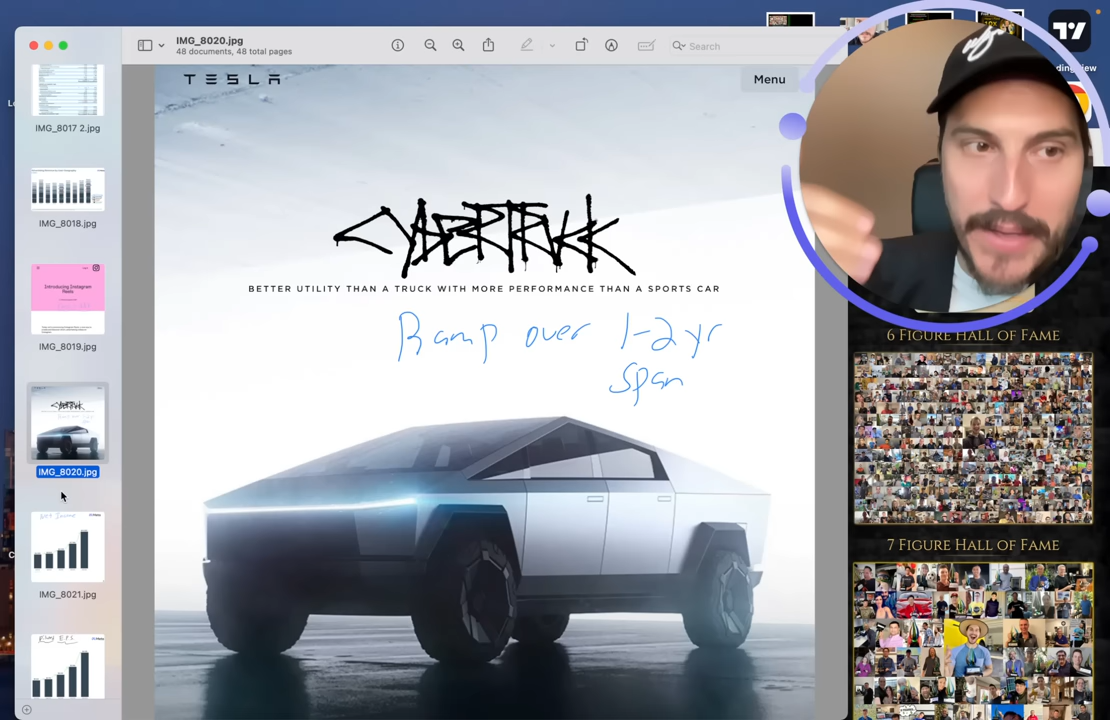 IMG_8020.jpg
48 documents, 48 total pages
Search
TESLA
Menu
CYBERTRUCK
BETTER UTILITY THAN A TRUCK WITH MORE PERFORMANCE THAN A SPORTS CAR
Ramp over 1-2 yr
span
IMG_8017 2.jpg
IMG_8018.jpg
Introducing Instagram
Reels
IMG_8019.jpg
IMG_8020.jpg
IMG_8021.jpg
6 FIGURE HALL OF FAME
7 FIGURE HALL OF FAME